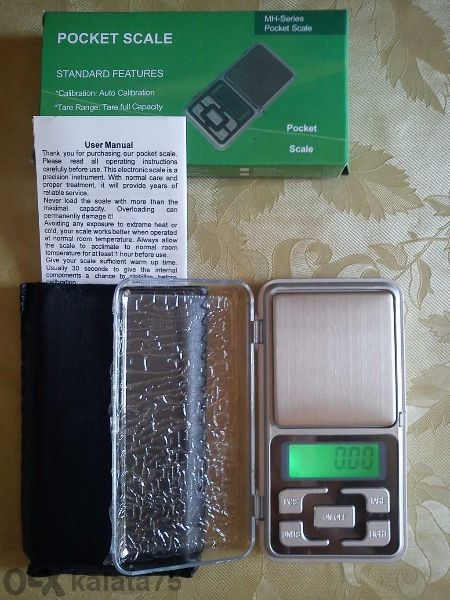 MH-Series
Pocket Scale
POCKET SCALE
STANDARD FEATURES
*Calibration: Auto Calibration
*Tare Range: Tare full Capacity
Pocket
Scale
User Manual
Thank you for purchasing our pocket scale.
Please read all operating instructions
carefully before use. This electronic scale is a
precision instrument. With normal care and
proper treatment, it will provide years of
reliable service.
Never load the scale with more than the
maximal capacity. Overloading can
permanently damage it!
Avoiding any exposure to extreme heat or
cold, your scale works better when operated
at normal room temperature. Always allow
the scale to acclimate to normal room
temperature for at least 1 hour before use.
Give your scale sufficient warm up time.
Usually 30 seconds to give the internal
components a chance to stabilize before
calibration.
0.00
PCS
TARE
ON/OFF
UNITS
LIGHT
OLX kalata75